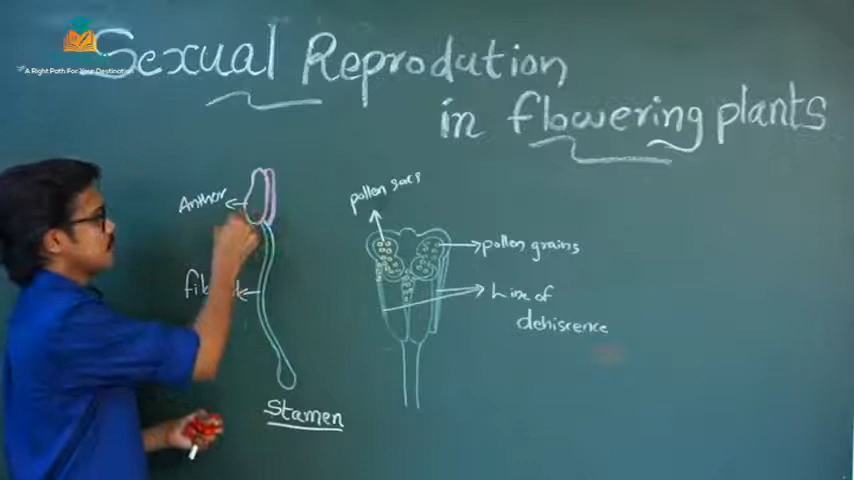 Sexual Reprodution
A Right Path For Your Destination
in flowering plants
pollen sacs
Anther
pollen grains
Line of
dehiscence
Stamen